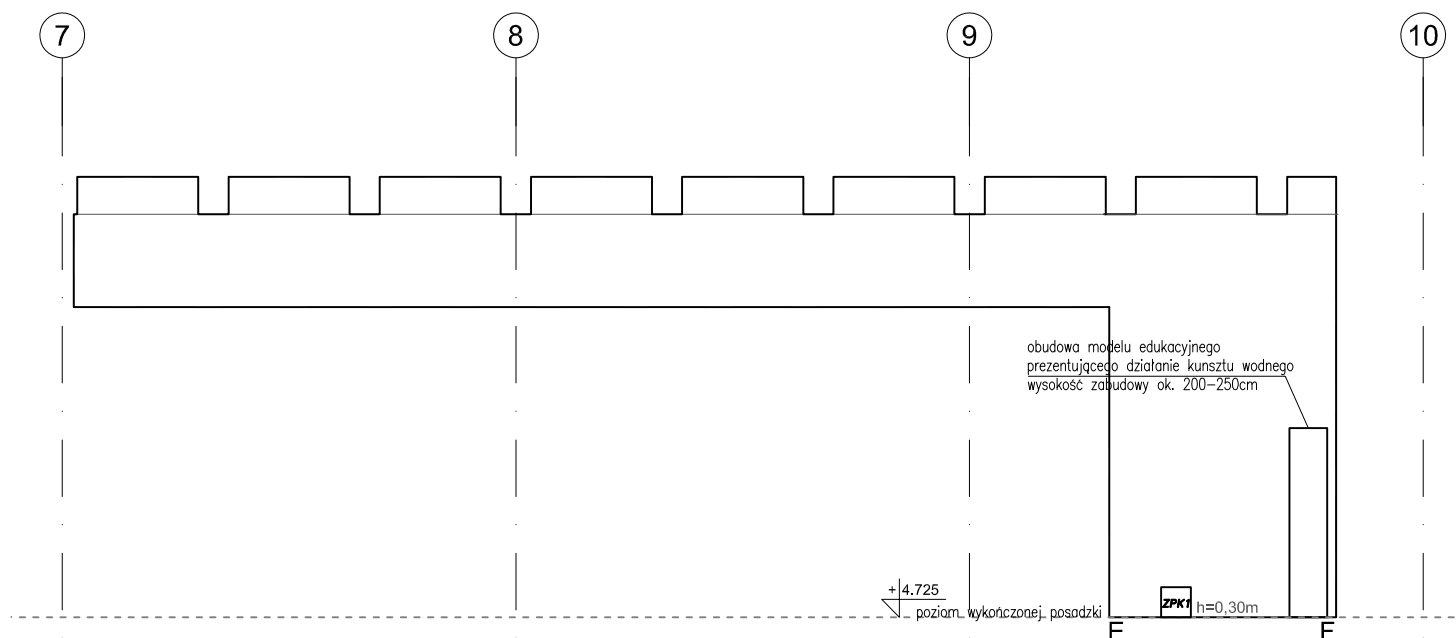 7
8
9
10
obudowa modelu edukacyjnego
prezentującego działanie kunsztu wodnego
wysokość zabudowy ok. 200-250cm
+4.725
poziom wykończonej posadzki
ZPK1
h=0,30m